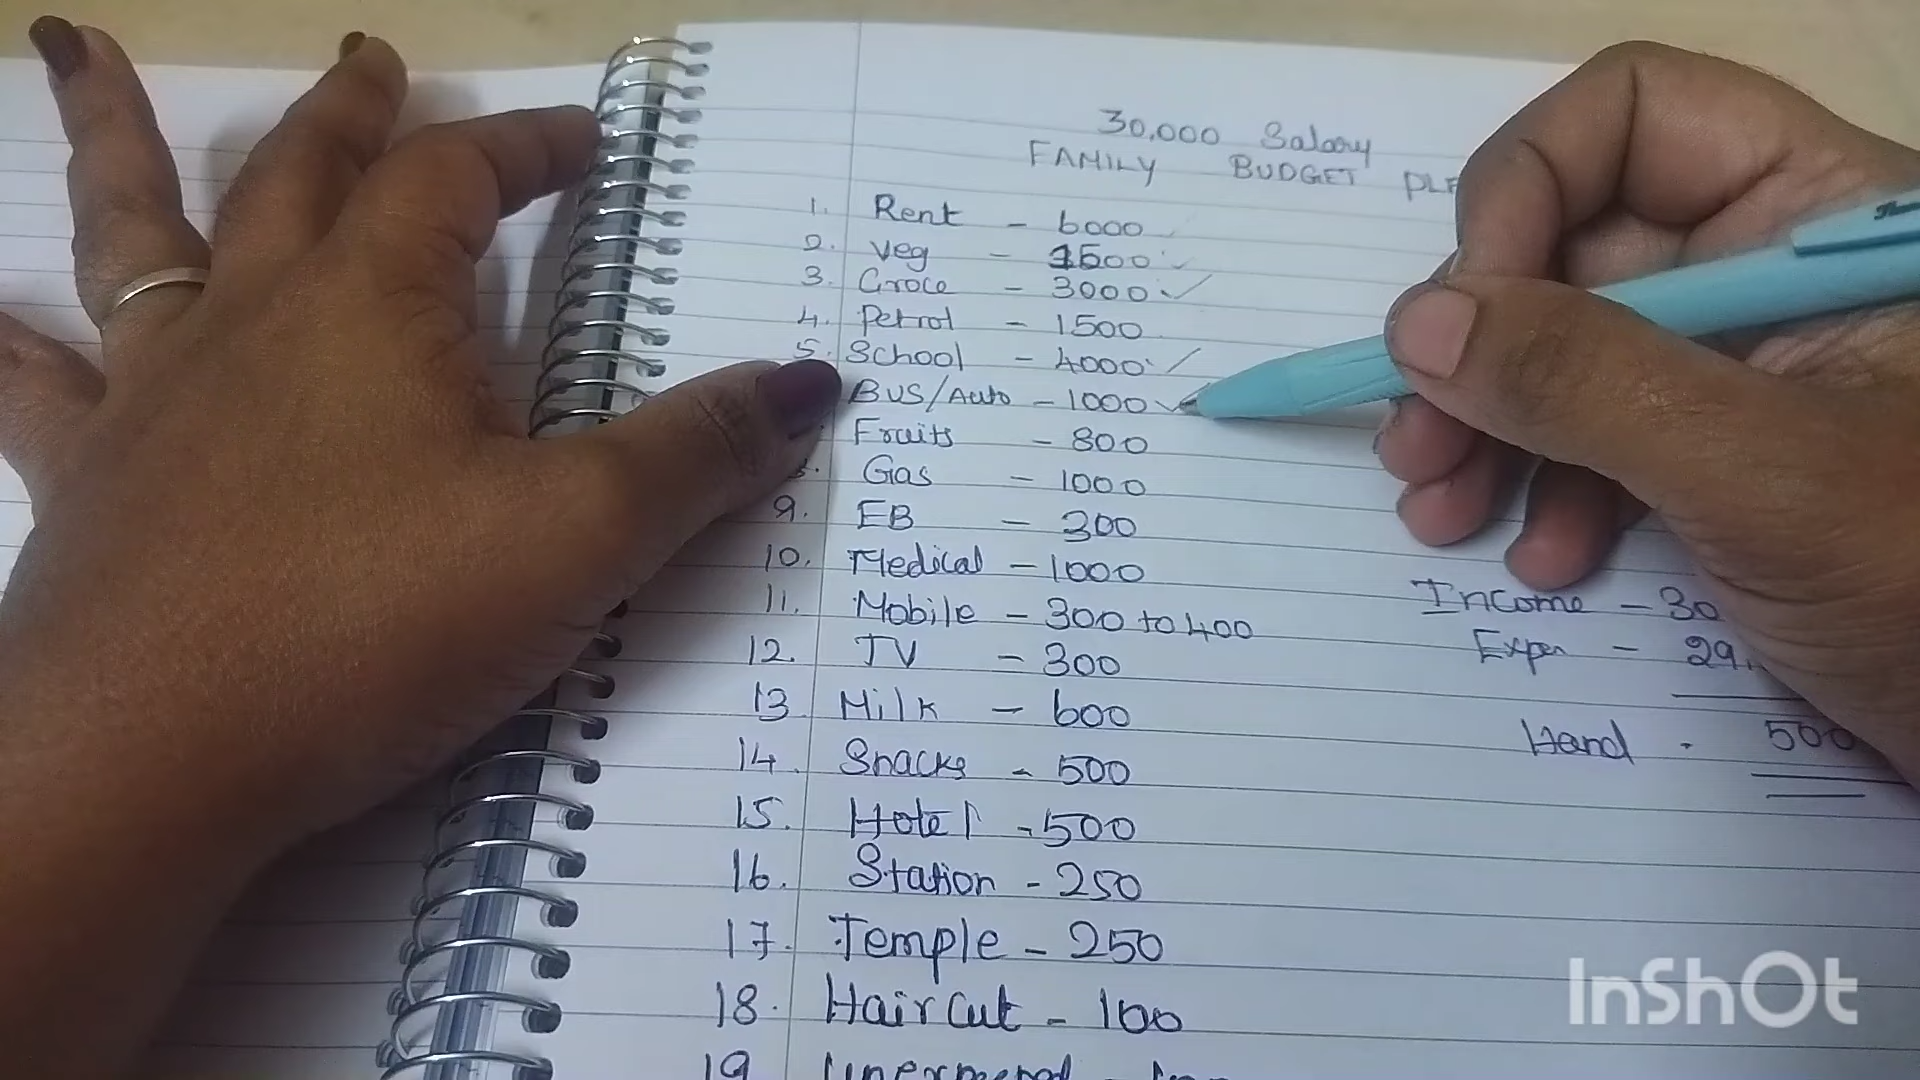 30,000 Salary
FAMILY BUDGET
1. Rent - 6000
2. Veg - 1500
3. Groce - 3000 ✓
4. Petrol - 1500
5. School - 4000 ✓
BUS/Auto - 1000 ✓
Fruits - 800
Gas - 1000
9. EB - 300
10. Medical - 1000
11. Mobile - 300 to 400
12. TV - 300
13. Milk - 600
14. Snacks - 500
15. Hotel - 500
16. Station - 250
17. Temple - 250
18. Haircut - 100
19
Income - 30
Expen - 29
Hand - 500
InShOt